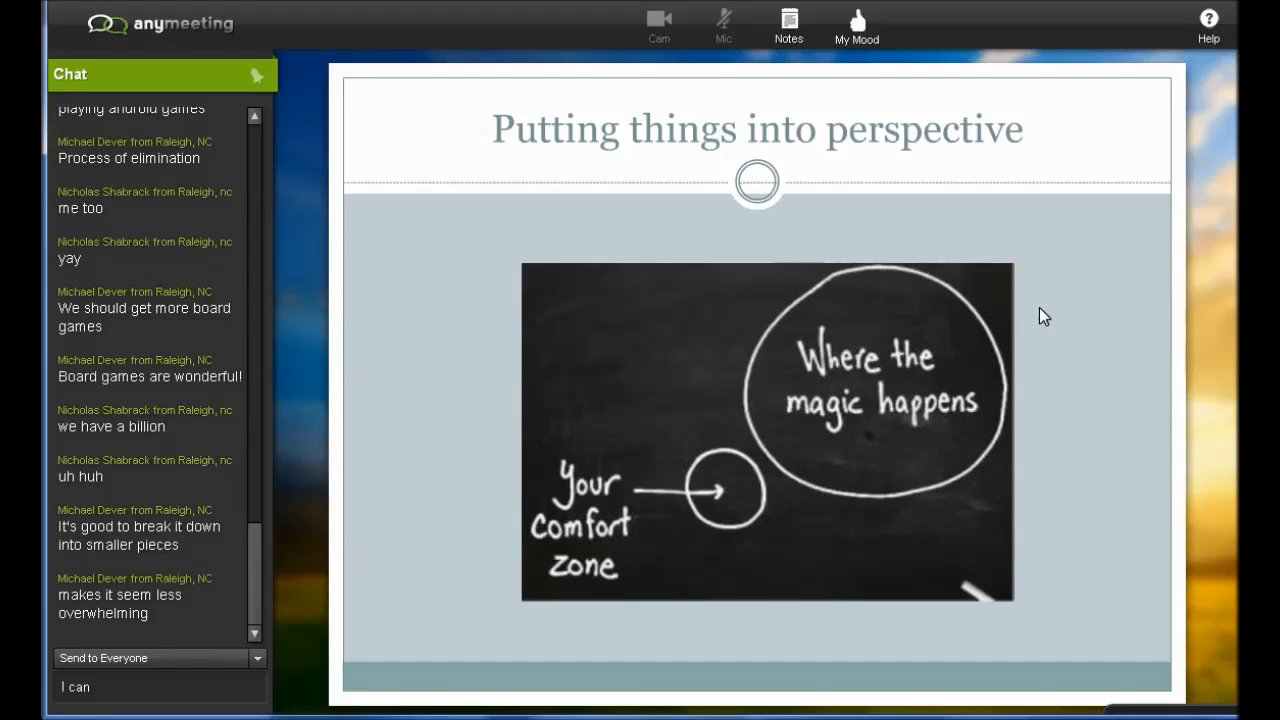 anymeeting
Cam
Mic
Notes
My Mood
Help
Chat
playing android games
Michael Dever from Raleigh, NC
Process of elimination
Nicholas Shabrack from Raleigh, nc
me too
Nicholas Shabrack from Raleigh, nc
yay
Michael Dever from Raleigh, NC
We should get more board
games
Michael Dever from Raleigh, NC
Board games are wonderful!
Nicholas Shabrack from Raleigh, nc
we have a billion
Nicholas Shabrack from Raleigh, nc
uh huh
Michael Dever from Raleigh, NC
It's good to break it down
into smaller pieces
Michael Dever from Raleigh, NC
makes it seem less
overwhelming
Send to Everyone
I can
Putting things into perspective
Where the
magic happens
Your
comfort
zone